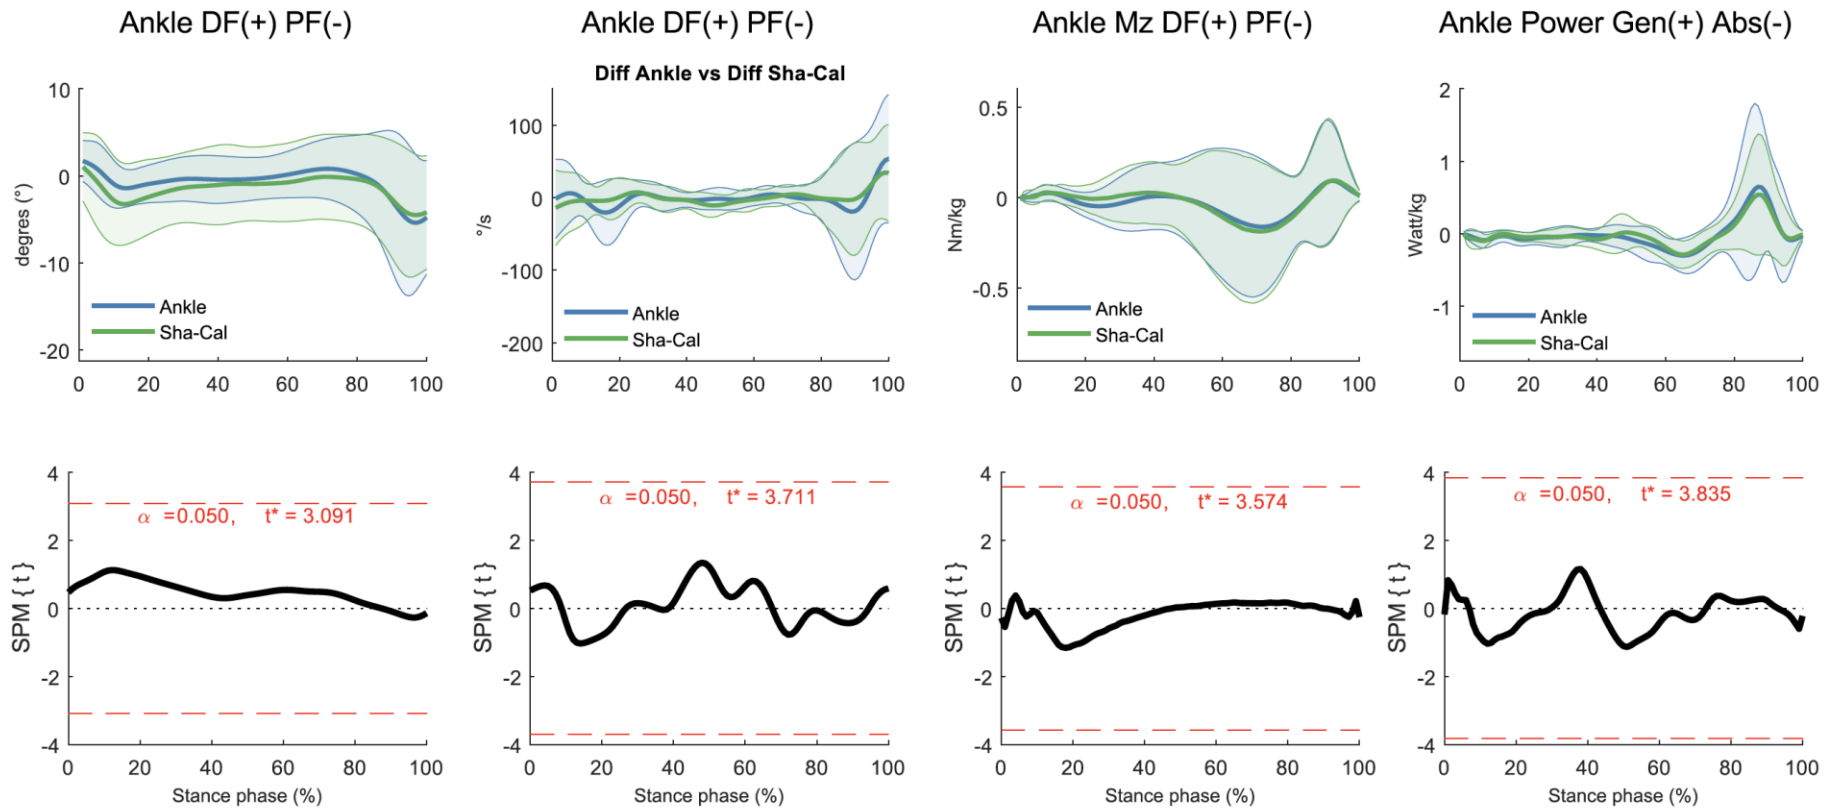 Ankle DF(+) PF(-)
Ankle DF(+) PF(-)
Ankle Mz DF(+) PF(-)
Ankle Power Gen(+) Abs(-)
Diff Ankle vs Diff Sha-Cal
10
0
-10
-20
degres (°)
Ankle
Sha-Cal
0 20 40 60 80 100
100
0
-100
-200
°/s
Ankle
Sha-Cal
0 20 40 60 80 100
0.5
0
-0.5
Nm/kg
Ankle
Sha-Cal
0 20 40 60 80 100
2
1
0
-1
Watt/kg
Ankle
Sha-Cal
0 20 40 60 80 100
4
2
0
-2
-4
SPM { t }
α =0.050, t* = 3.091
0 20 40 60 80 100
Stance phase (%)
4
2
0
-2
-4
SPM { t }
α =0.050, t* = 3.711
0 20 40 60 80 100
Stance phase (%)
4
2
0
-2
-4
SPM { t }
α =0.050, t* = 3.574
0 20 40 60 80 100
Stance phase (%)
4
2
0
-2
-4
SPM { t }
α =0.050, t* = 3.835
0 20 40 60 80 100
Stance phase (%)